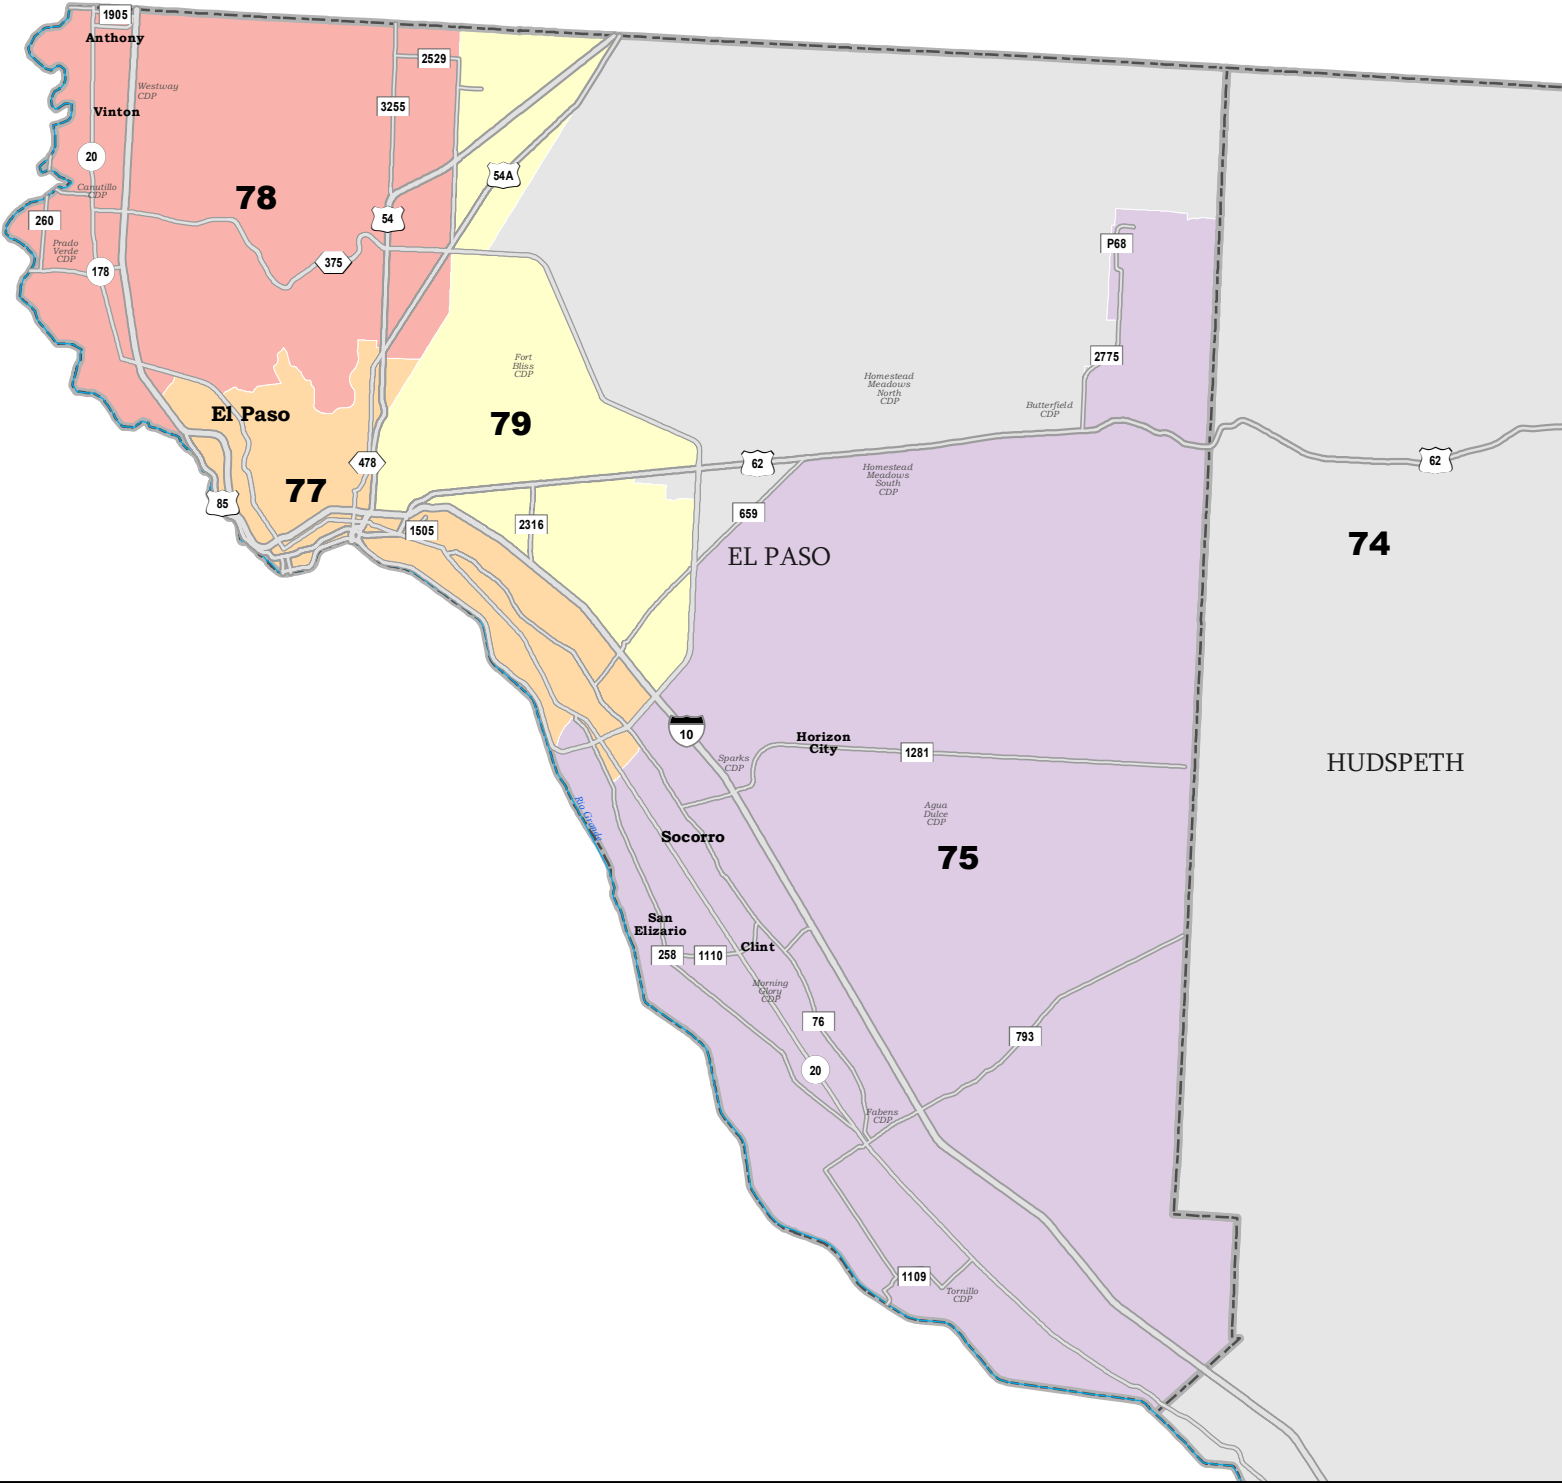 1905
Anthony
2529
Westway
CDP
3255
Vinton
20
54A
Canutillo
CDP
78
260
54
P68
Prado
Verde
CDP
375
178
2775
Fort
Bliss
CDP
Homestead
Meadows
North
CDP
Butterfield
CDP
El Paso
79
478
62
62
Homestead
Meadows
South
CDP
77
85
659
1505
2316
74
EL PASO
10
Horizon
City
1281
Sparks
CDP
HUDSPETH
Rio Grande
Agua
Dulce
CDP
Socorro
75
San
Elizario
258
1110
Clint
Morning
Glory
CDP
76
793
20
Fabens
CDP
1109
Tornillo
CDP